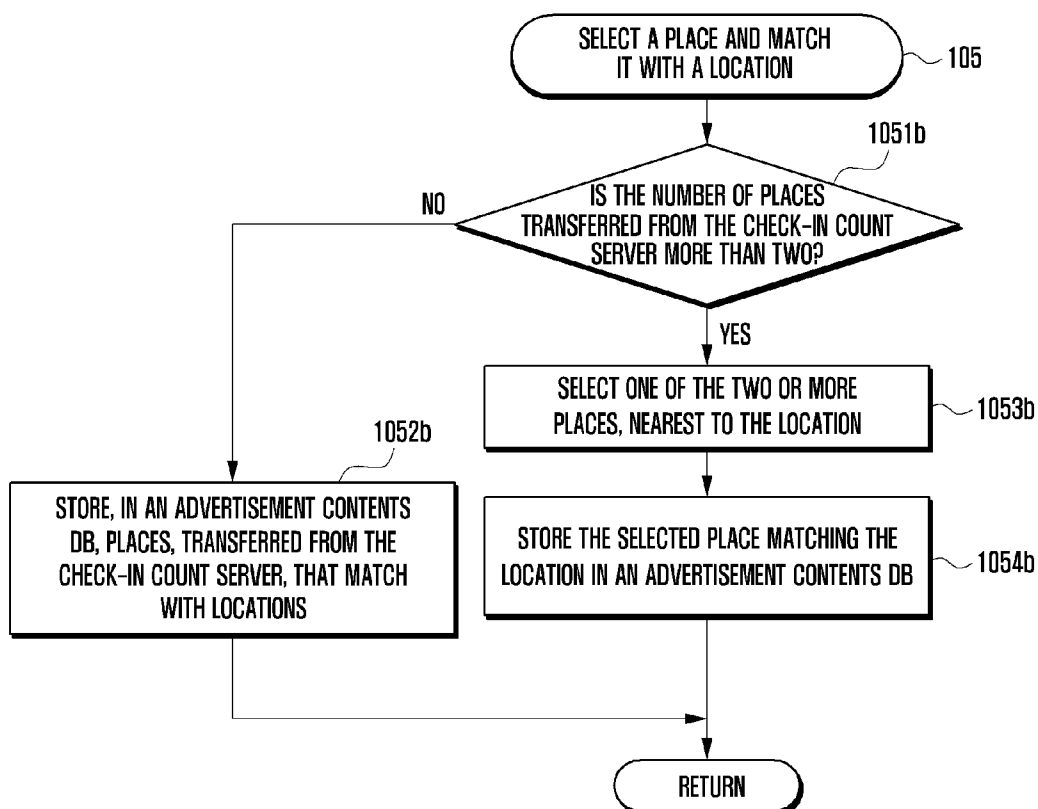 SELECT A PLACE AND MATCH
IT WITH A LOCATION
105
1051b
IS THE NUMBER OF PLACES
TRANSFERRED FROM THE CHECK-IN COUNT
SERVER MORE THAN TWO?
NO
YES
SELECT ONE OF THE TWO OR MORE
PLACES, NEAREST TO THE LOCATION
1053b
1052b
STORE, IN AN ADVERTISEMENT CONTENTS
DB, PLACES, TRANSFERRED FROM THE
CHECK-IN COUNT SERVER, THAT MATCH
WITH LOCATIONS
STORE THE SELECTED PLACE MATCHING THE
LOCATION IN AN ADVERTISEMENT CONTENTS DB
1054b
RETURN